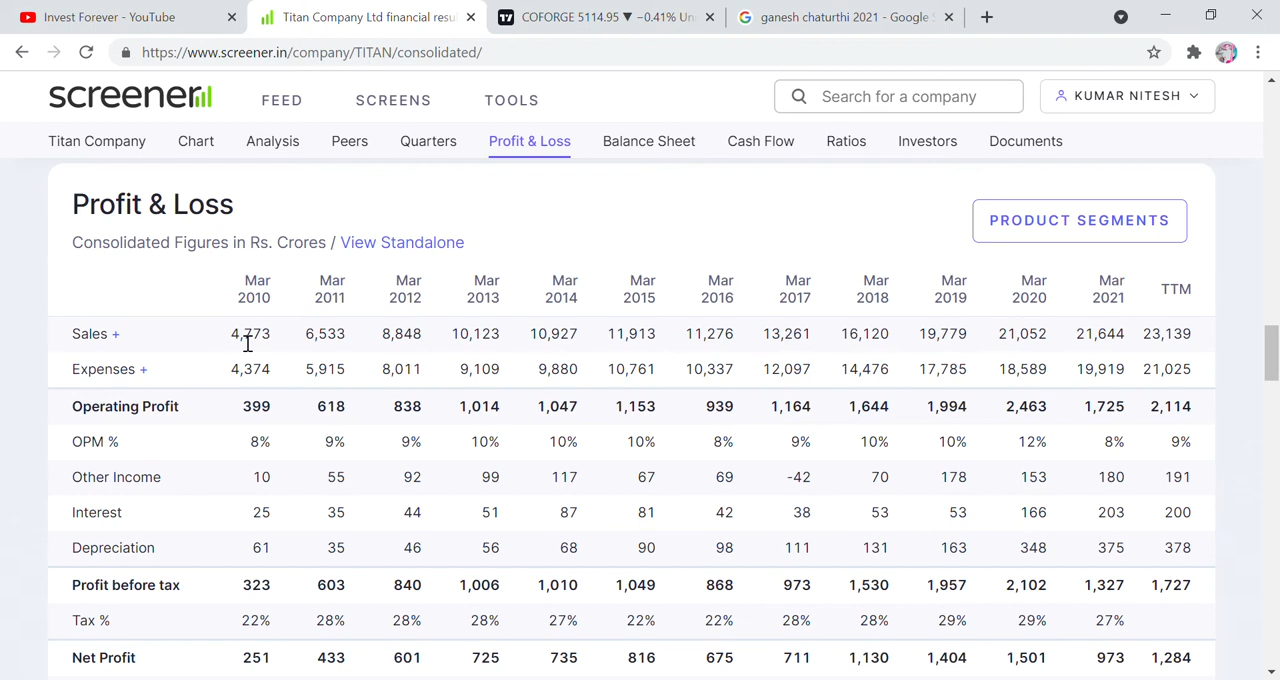 Invest Forever - YouTube
Titan Company Ltd financial resu
COFORGE 5114.95 ▼ −0.41% Un
ganesh chaturthi 2021 - Google S
https://www.screener.in/company/TITAN/consolidated/
screener
FEED SCREENS TOOLS
Search for a company
KUMAR NITESH
Titan Company Chart Analysis Peers Quarters Profit & Loss Balance Sheet Cash Flow Ratios Investors Documents
Profit & Loss
PRODUCT SEGMENTS
Consolidated Figures in Rs. Crores / View Standalone
Mar 2010 Mar 2011 Mar 2012 Mar 2013 Mar 2014 Mar 2015 Mar 2016 Mar 2017 Mar 2018 Mar 2019 Mar 2020 Mar 2021 TTM
Sales + 4,773 6,533 8,848 10,123 10,927 11,913 11,276 13,261 16,120 19,779 21,052 21,644 23,139
Expenses + 4,374 5,915 8,011 9,109 9,880 10,761 10,337 12,097 14,476 17,785 18,589 19,919 21,025
Operating Profit 399 618 838 1,014 1,047 1,153 939 1,164 1,644 1,994 2,463 1,725 2,114
OPM % 8% 9% 9% 10% 10% 10% 8% 9% 10% 10% 12% 8% 9%
Other Income 10 55 92 99 117 67 69 -42 70 178 153 180 191
Interest 25 35 44 51 87 81 42 38 53 53 166 203 200
Depreciation 61 35 46 56 68 90 98 111 131 163 348 375 378
Profit before tax 323 603 840 1,006 1,010 1,049 868 973 1,530 1,957 2,102 1,327 1,727
Tax % 22% 28% 28% 28% 27% 22% 22% 28% 28% 29% 29% 27%
Net Profit 251 433 601 725 735 816 675 711 1,130 1,404 1,501 973 1,284